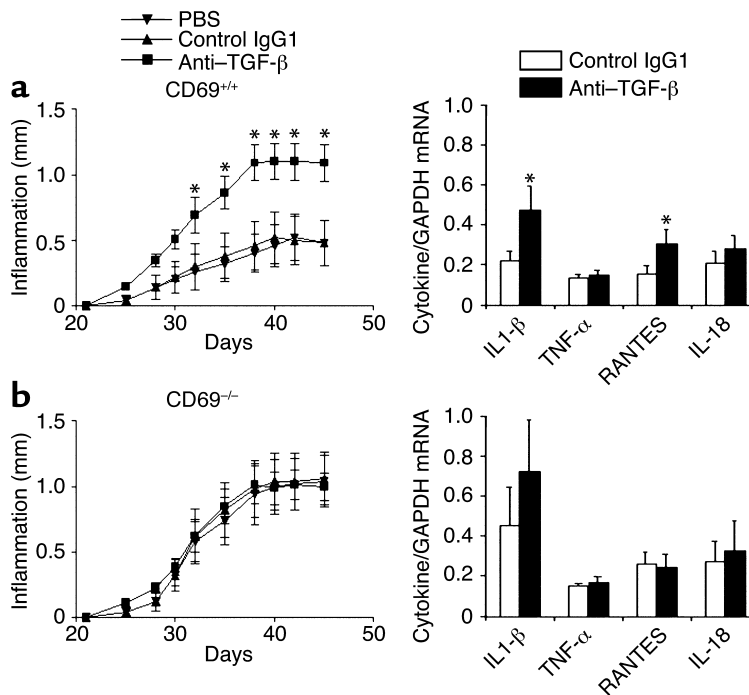 PBS
Control IgG1
Anti–TGF-β
Control IgG1
Anti–TGF-β
a
CD69+/+
Inflammation (mm)
1.5
1.0
0.5
0
20
30
40
50
Days
*
*
*
*
*
*
Cytokine/GAPDH mRNA
1.0
0.8
0.6
0.4
0.2
0
*
*
IL1-β
TNF-α
RANTES
IL-18
b
CD69–/–
Inflammation (mm)
1.5
1.0
0.5
0
20
30
40
50
Days
Cytokine/GAPDH mRNA
1.0
0.8
0.6
0.4
0.2
0
IL1-β
TNF-α
RANTES
IL-18